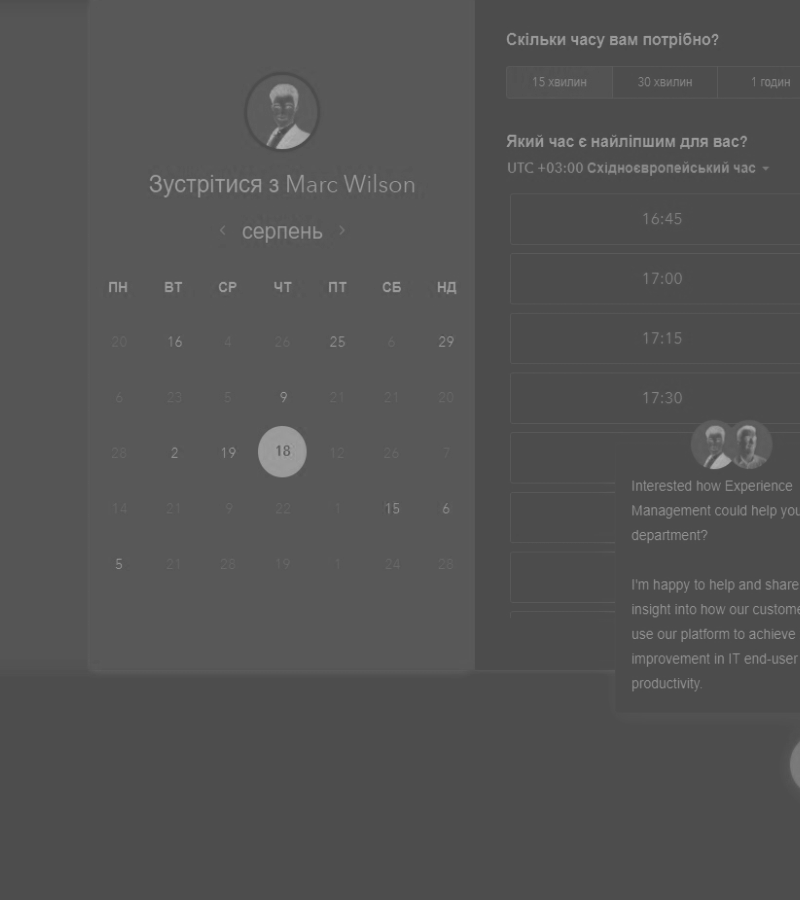 Зустрітися з Marc Wilson
серпень
ПН ВТ СР ЧТ ПТ СБ НД
20 16 4 26 25 6 29
6 23 5 9 21 21 20
28 2 19 18 12 26 7
14 21 9 22 1 15 6
5 21 28 19 1 24 28
Скільки часу вам потрібно?
15 хвилин 30 хвилин 1 годин
Який час є найліпшим для вас?
UTC +03:00 Східноєвропейський час
16:45
17:00
17:15
17:30
Interested how Experience
Management could help you
department?
I'm happy to help and share
insight into how our custome
use our platform to achieve
improvement in IT end-user
productivity.